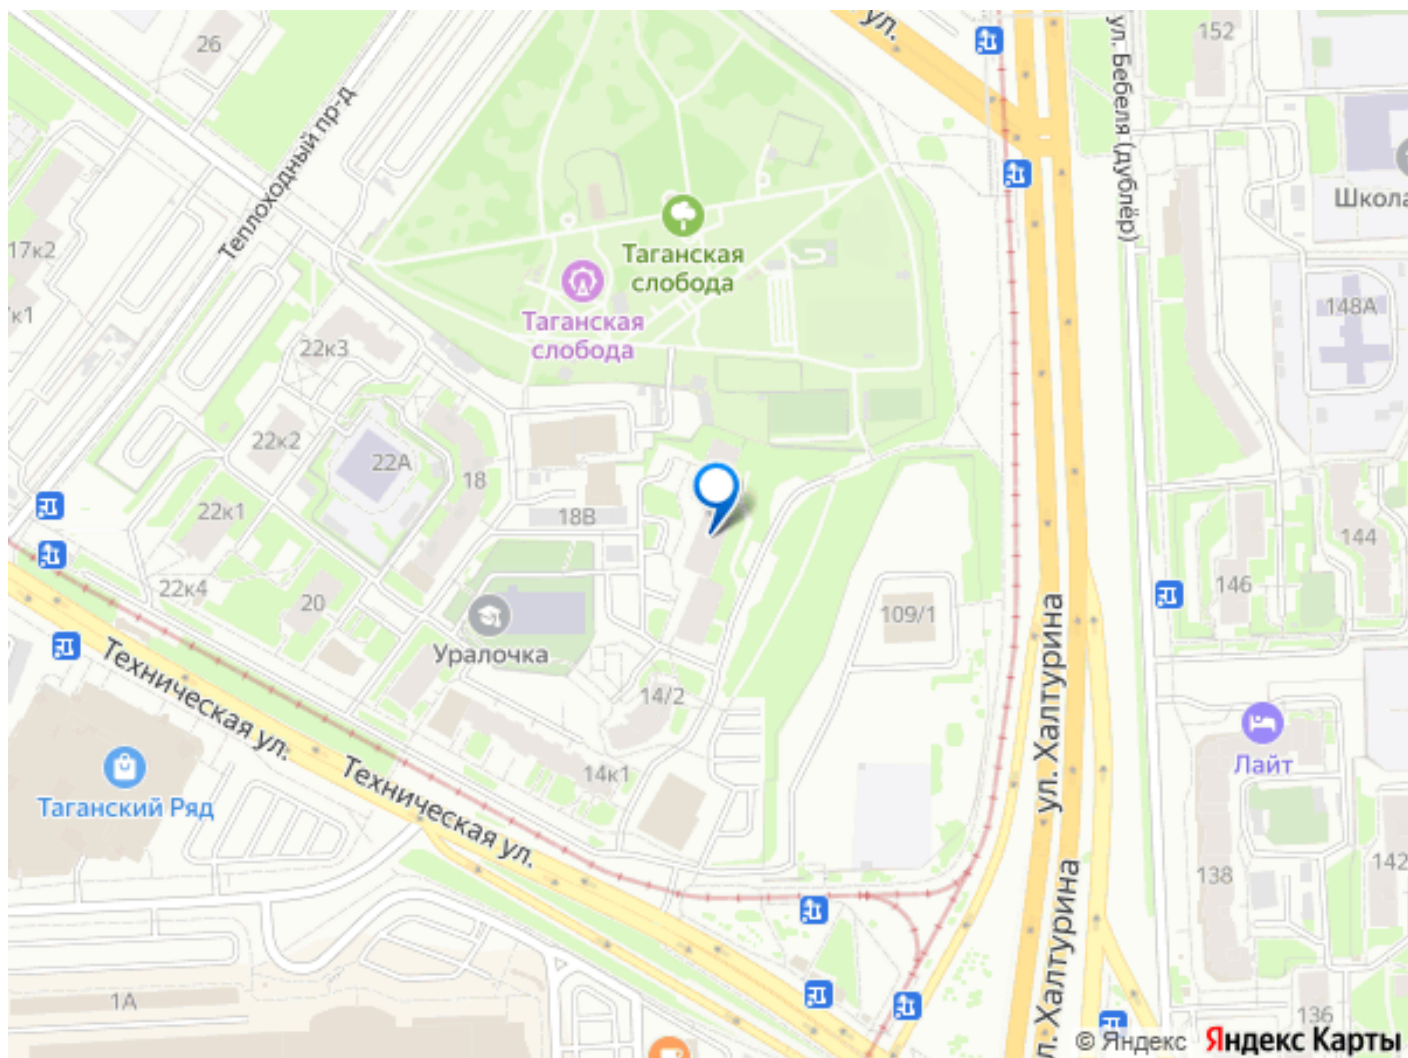 26
ул.
152
ул. Бебеля (дублёр)
Теплоходный пр-д
Школа
17к2
Таганская
слобода
Таганская
слобода
148А
22к3
22к2
22А
18
22к1
18В
144
146
22к4
20
109/1
Уралочка
ул. Халтурина
14/2
Техническая ул.
Лайт
14к1
Таганский Ряд
Техническая ул.
142
138
ул. Халтурина
1А
136
© Яндекс Яндекс Карты